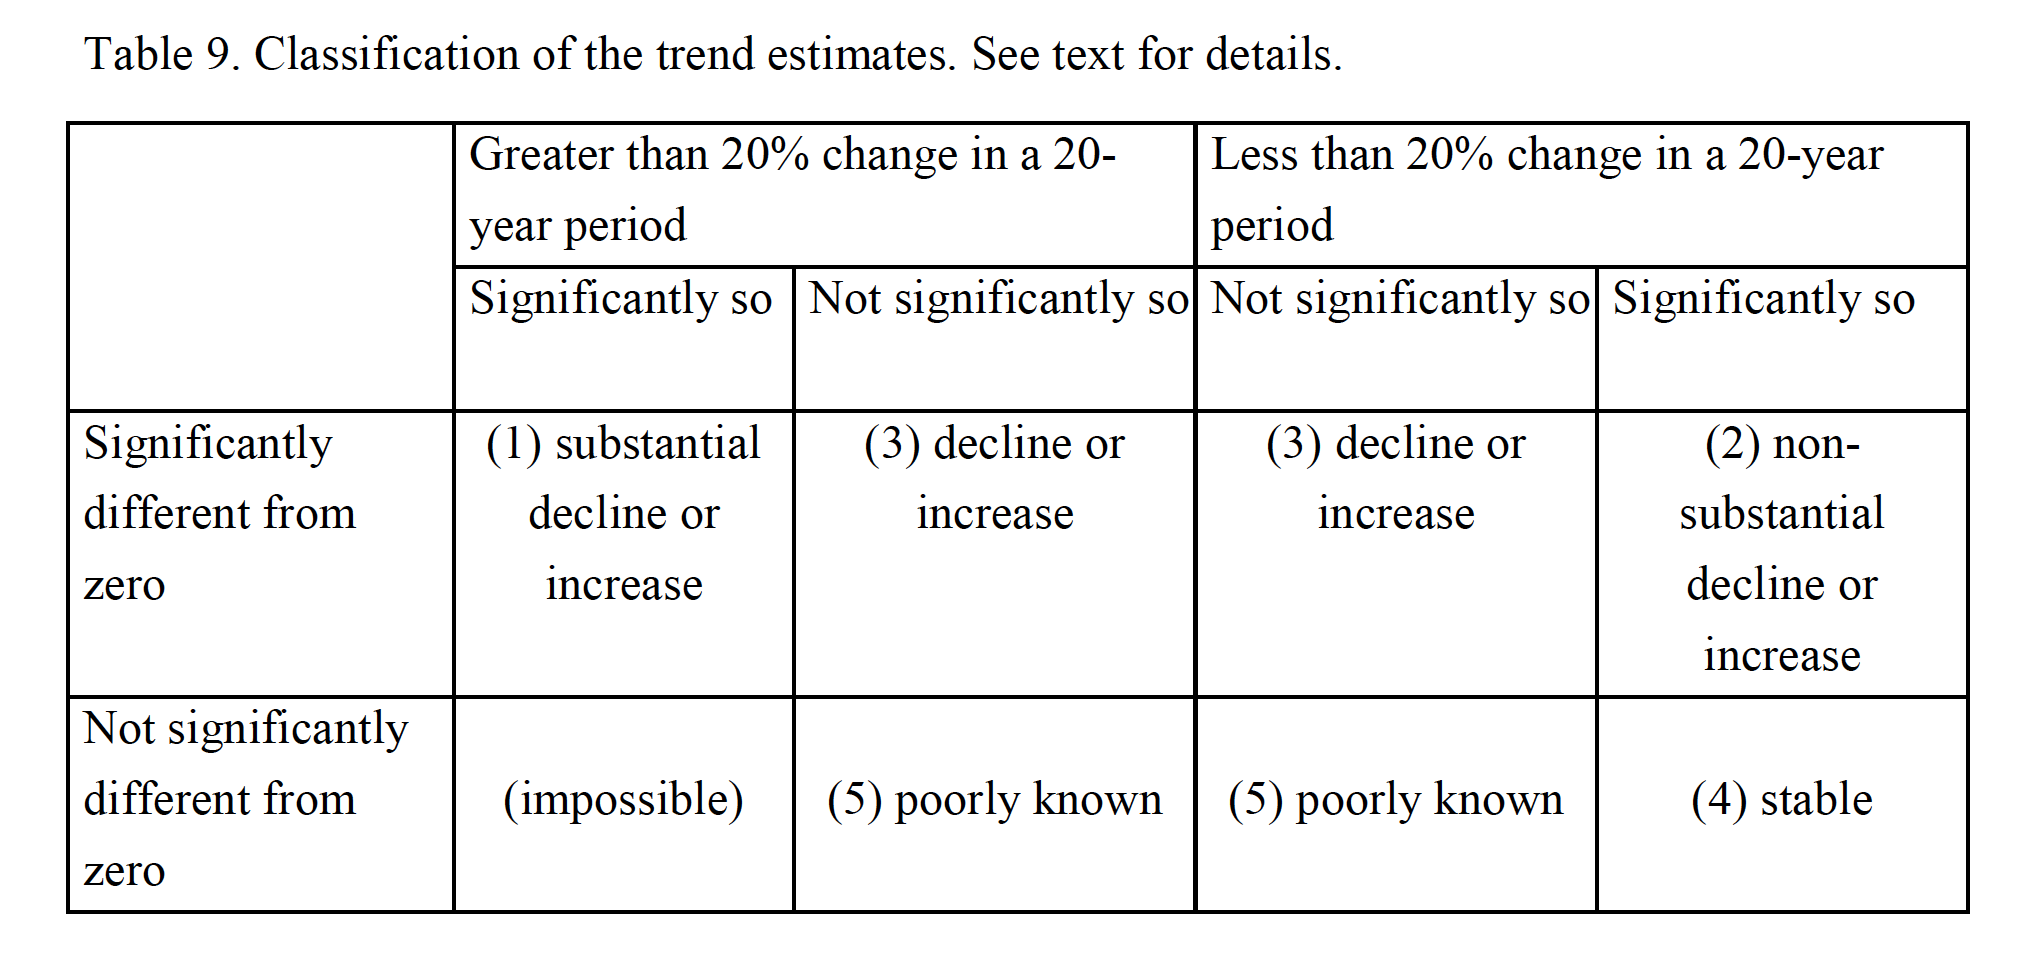 Table 9. Classification of the trend estimates. See text for details.
Greater than 20% change in a 20-
year period
Less than 20% change in a 20-year
period
Significantly so
Not significantly so
Not significantly so
Significantly so
Significantly
different from
zero
(1) substantial
decline or
increase
(3) decline or
increase
(3) decline or
increase
(2) non-
substantial
decline or
increase
Not significantly
different from
zero
(impossible)
(5) poorly known
(5) poorly known
(4) stable